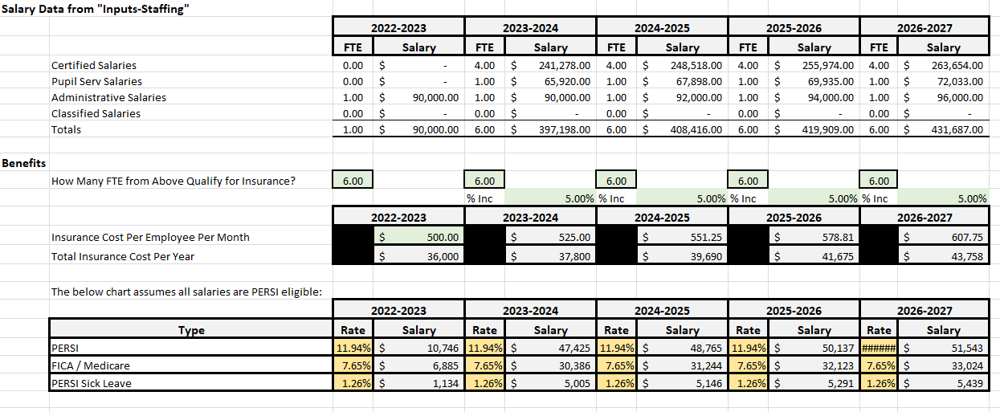 Salary Data from "Inputs-Staffing"
2022-2023 2023-2024 2024-2025 2025-2026 2026-2027
FTE Salary FTE Salary FTE Salary FTE Salary FTE Salary
Certified Salaries 0.00 $ - 4.00 $ 241,278.00 4.00 $ 248,518.00 4.00 $ 255,974.00 4.00 $ 263,654.00
Pupil Serv Salaries 0.00 $ - 1.00 $ 65,920.00 1.00 $ 67,898.00 1.00 $ 69,935.00 1.00 $ 72,033.00
Administrative Salaries 1.00 $ 90,000.00 1.00 $ 90,000.00 1.00 $ 92,000.00 1.00 $ 94,000.00 1.00 $ 96,000.00
Classified Salaries 0.00 $ - 0.00 $ - 0.00 $ - 0.00 $ - 0.00 $ -
Totals 1.00 $ 90,000.00 6.00 $ 397,198.00 6.00 $ 408,416.00 6.00 $ 419,909.00 6.00 $ 431,687.00
Benefits
How Many FTE from Above Qualify for Insurance? 6.00 6.00 6.00 6.00 6.00
% Inc 5.00% % Inc 5.00% % Inc 5.00% % Inc 5.00%
2022-2023 2023-2024 2024-2025 2025-2026 2026-2027
Insurance Cost Per Employee Per Month $ 500.00 $ 525.00 $ 551.25 $ 578.81 $ 607.75
Total Insurance Cost Per Year $ 36,000 $ 37,800 $ 39,690 $ 41,675 $ 43,758
The below chart assumes all salaries are PERSI eligible:
2022-2023 2023-2024 2024-2025 2025-2026 2026-2027
Type Rate Salary Rate Salary Rate Salary Rate Salary Rate Salary
PERSI 11.94% $ 10,746 11.94% $ 47,425 11.94% $ 48,765 11.94% $ 50,137 ###### $ 51,543
FICA / Medicare 7.65% $ 6,885 7.65% $ 30,386 7.65% $ 31,244 7.65% $ 32,123 7.65% $ 33,024
PERSI Sick Leave 1.26% $ 1,134 1.26% $ 5,005 1.26% $ 5,146 1.26% $ 5,291 1.26% $ 5,439